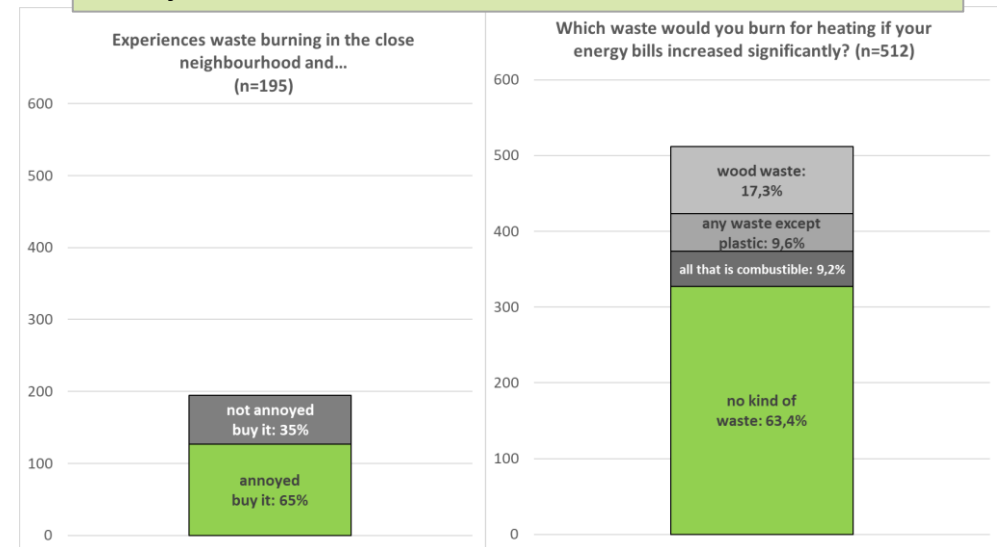 Experiences waste burning in the close
neighbourhood and...
(n=195)
600
500
400
300
200
100
0
not annoyed
buy it: 35%
annoyed
buy it: 65%
Which waste would you burn for heating if your
energy bills increased significantly? (n=512)
600
500
400
300
200
100
0
wood waste:
17,3%
any waste except
plastic: 9,6%
all that is combustible: 9,2%
no kind of
waste: 63,4%